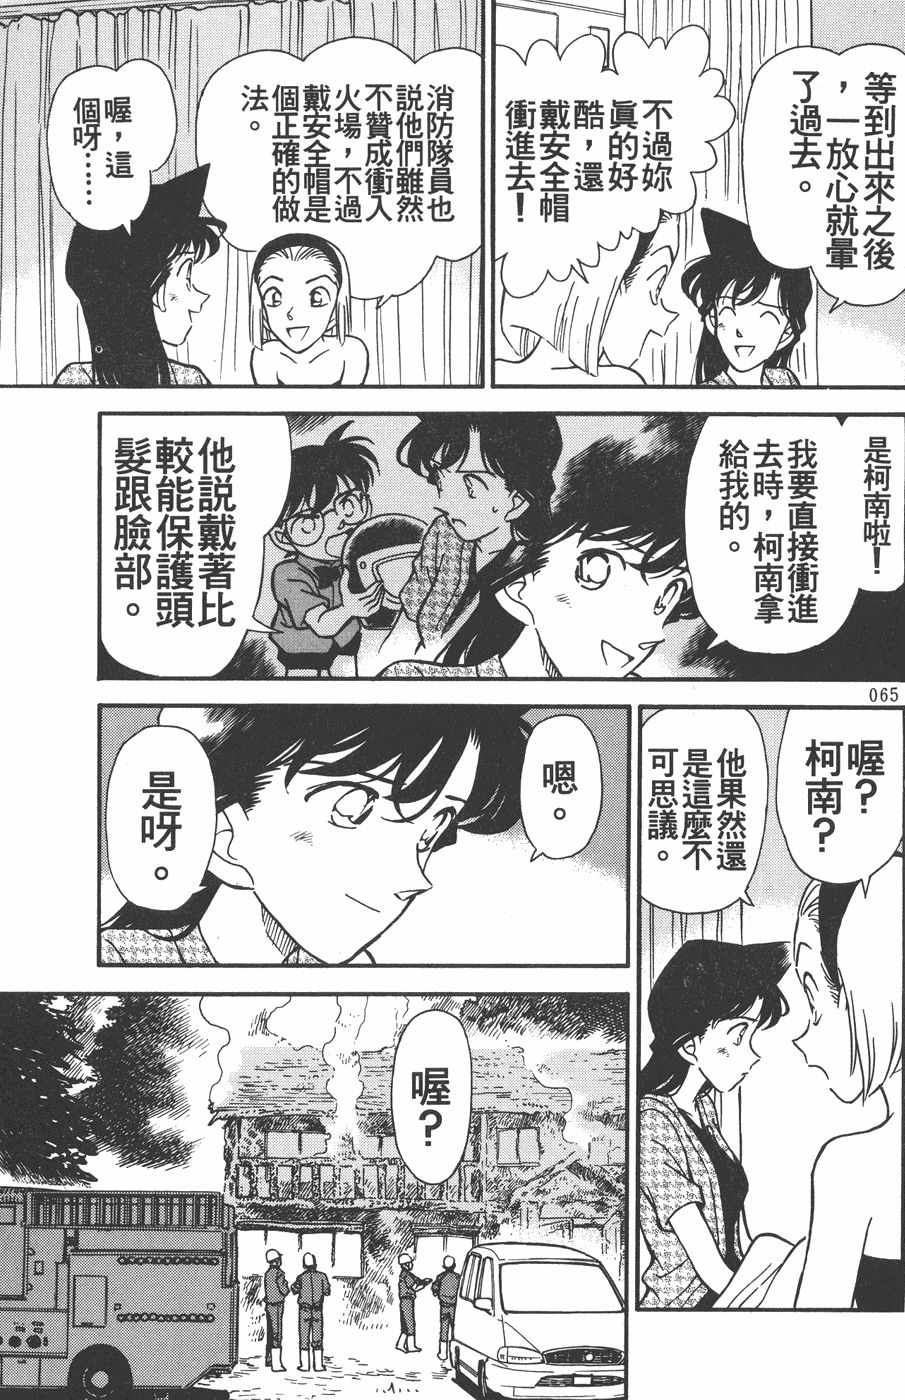 等到出來之後
，一放心就暈
了過去。
不過妳
真的好
酷，還
戴安全帽
衝進去！
消防隊員也
説他們雖然
不贊成衝入
火場，不過
戴安全帽是
個正確的做
法。
喔，這
個呀……
是柯南啦！
我要直接衝進
去時，柯南拿
給我的。
他説戴著比
較能保護頭
髮跟臉部。
065
喔？
柯南？
他果然還
是這麼不
可思議。
嗯。
是呀。
喔？